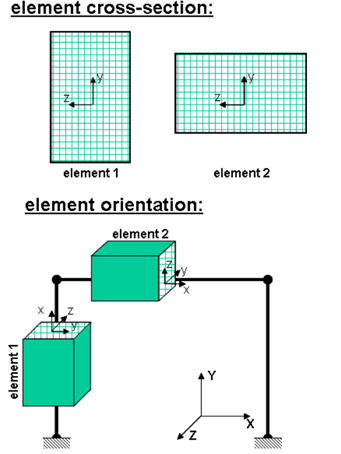 element cross-section:
y
z
y
z
element 1
element 2
element orientation:
element 2
z
y
x
x
z
y
element 1
Y
X
Z